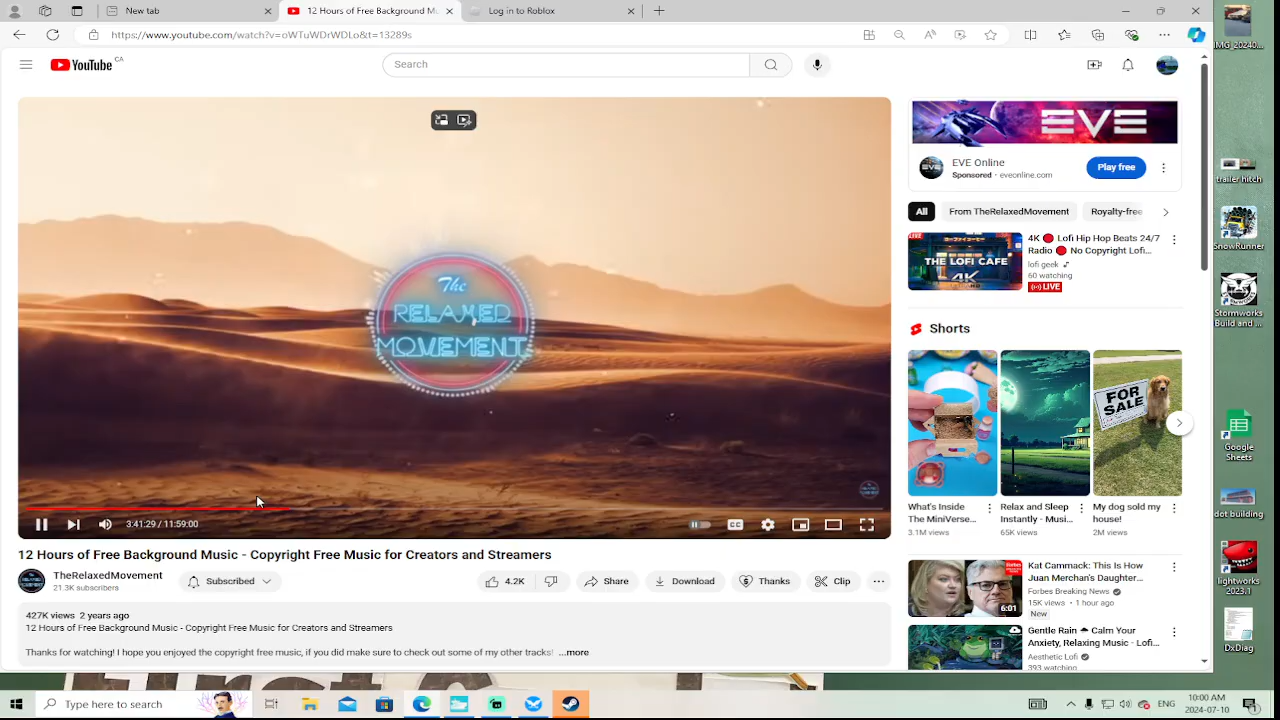 New tab
12 Hours of Free Background Mu
Log in to Roblox
https://www.youtube.com/watch?v=oWTuWDrWDLo&t=13289s
YouTube CA
Search
The
RELAXED
MOVEMENT
3:41:29 / 11:59:00
CC
12 Hours of Free Background Music - Copyright Free Music for Creators and Streamers
TheRelaxedMovement
21.3K subscribers
Subscribed
4.2K
Share
Download
Thanks
Clip
427K views 2 years ago
12 Hours of Free Background Music - Copyright Free Music for Creators and Streamers
Thanks for watching! I hope you enjoyed the copyright free music, if you did make sure to check out some of my other tracks! ...more
EVE
EVE Online
Sponsored · eveonline.com
Play free
All
From TheRelaxedMovement
Royalty-free
LIVE
THE LOFI CAFE
4K
4K 🔴 Lofi Hip Hop Beats 24/7
Radio 🔴 No Copyright Lofi...
lofi geek ♪
60 watching
LIVE
Shorts
FOR
SALE
What's Inside
The MiniVerse...
3.1M views
Relax and Sleep
Instantly - Musi...
65K views
My dog sold my
house!
2M views
6:01
Kat Cammack: This Is How
Juan Merchan's Daughter...
Forbes Breaking News
15K views • 1 hour ago
New
Gentle Rain ☂ Calm Your
Anxiety, Relaxing Music - Lofi...
Aesthetic Lofi
393 watching
IMG_20240...
trailer hitch
SnowRunner
Stormworks
Build and ...
Google
Sheets
dot building
lightworks
2023.1
DxDiag
Type here to search
ENG
10:00 AM
2024-07-10